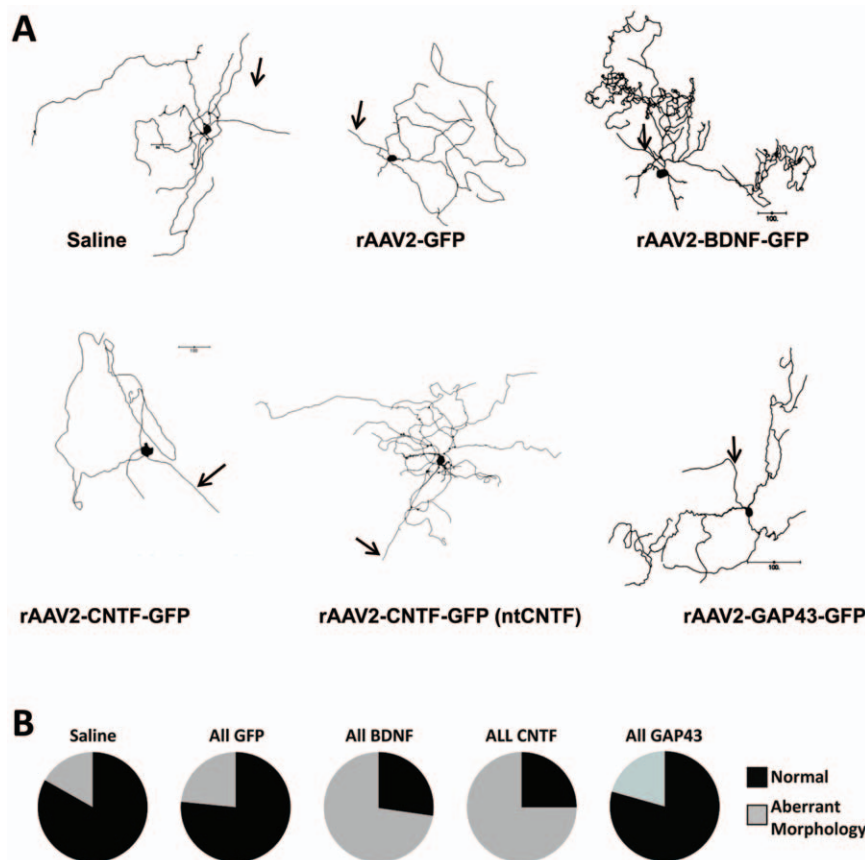 A
Saline
rAAV2-GFP
rAAV2-BDNF-GFP
100.
rAAV2-CNTF-GFP
rAAV2-CNTF-GFP (ntCNTF)
rAAV2-GAP43-GFP
100.
B
Saline
All GFP
All BDNF
ALL CNTF
All GAP43
Normal
Aberrant
Morphology